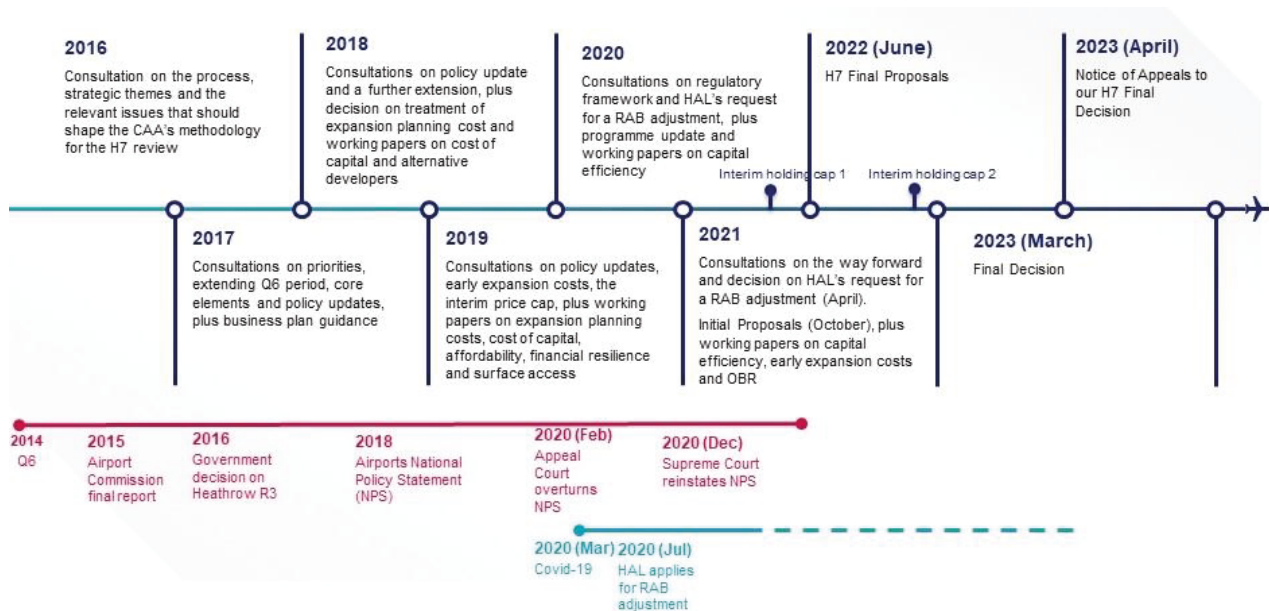 2016
Consultation on the process,
strategic themes and the
relevant issues that should
shape the CAA's methodology
for the H7 review
2018
Consultations on policy update
and a further extension, plus
decision on treatment of
expansion planning cost and
working papers on cost of
capital and alternative
developers
2020
Consultations on regulatory
framework and HAL's request
for a RAB adjustment, plus
programme update and
working papers on capital
efficiency
2022 (June)
H7 Final Proposals
2023 (April)
Notice of Appeals to
our H7 Final
Decision
Interim holding cap 1
Interim holding cap 2
2017
Consultations on priorities,
extending Q6 period, core
elements and policy updates,
plus business plan guidance
2019
Consultations on policy updates,
early expansion costs, the
interim price cap, plus working
papers on expansion planning
costs, cost of capital,
affordability, financial resilience
and surface access
2021
Consultations on the way forward
and decision on HAL's request for
a RAB adjustment (April).
Initial Proposals (October), plus
working papers on capital
efficiency, early expansion costs
and OBR
2023 (March)
Final Decision
2014
Q6
2015
Airport
Commission
final report
2016
Government
decision on
Heathrow R3
2018
Airports National
Policy Statement
(NPS)
2020 (Feb)
Appeal
Court
overturns
NPS
2020 (Dec)
Supreme Court
reinstates NPS
2020 (Mar)
Covid-19
2020 (Jul)
HAL applies
for RAB
adjustment